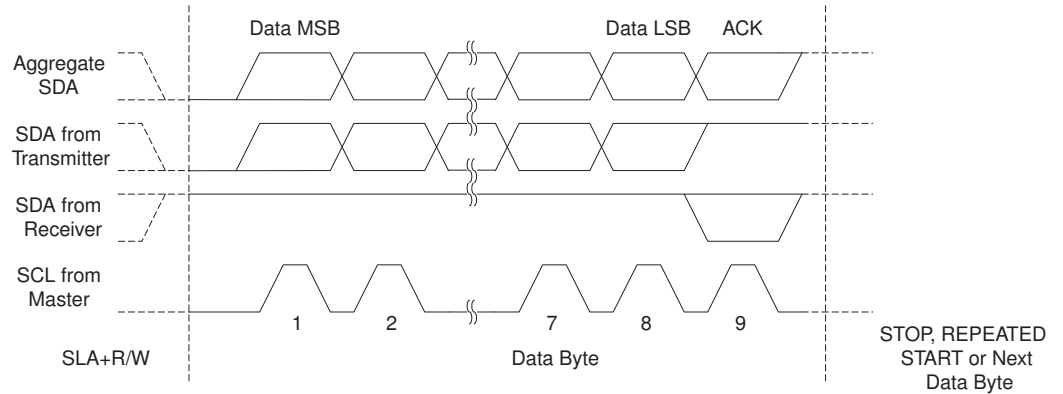 Data MSB
Data LSB
ACK
Aggregate
SDA
SDA from
Transmitter
SDA from
Receiver
SCL from
Master
1
2
7
8
9
SLA+R/W
Data Byte
STOP, REPEATED
START or Next
Data Byte